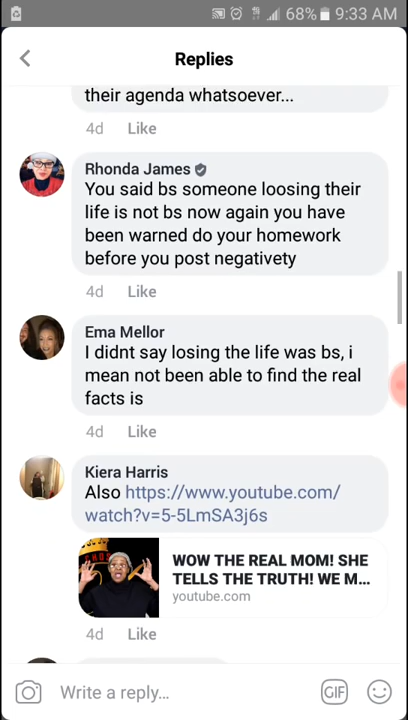 68% 9:33 AM
Replies
their agenda whatsoever...
4d Like
Rhonda James
You said bs someone loosing their
life is not bs now again you have
been warned do your homework
before you post negativety
4d Like
Ema Mellor
I didnt say losing the life was bs, i
mean not been able to find the real
facts is
4d Like
Kiera Harris
Also https://www.youtube.com/
watch?v=5-5LmSA3j6s
WOW THE REAL MOM! SHE
TELLS THE TRUTH! WE M...
youtube.com
4d Like
Write a reply...
GIF